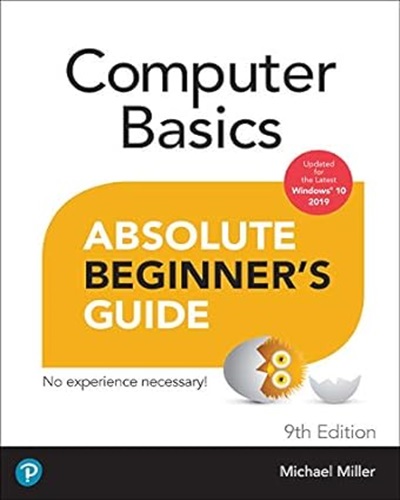 Computer
Basics
Updated
for
the Latest
Windows® 10
2019
ABSOLUTE
BEGINNER'S
GUIDE
No experience necessary!
9th Edition
P
Michael Miller